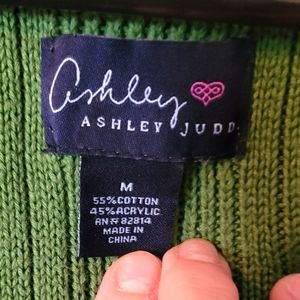 ashley
ASHLEY JUDD.
M
55%COTTON
45%ACRYLIC
RN# 82814
MADE IN
CHINA